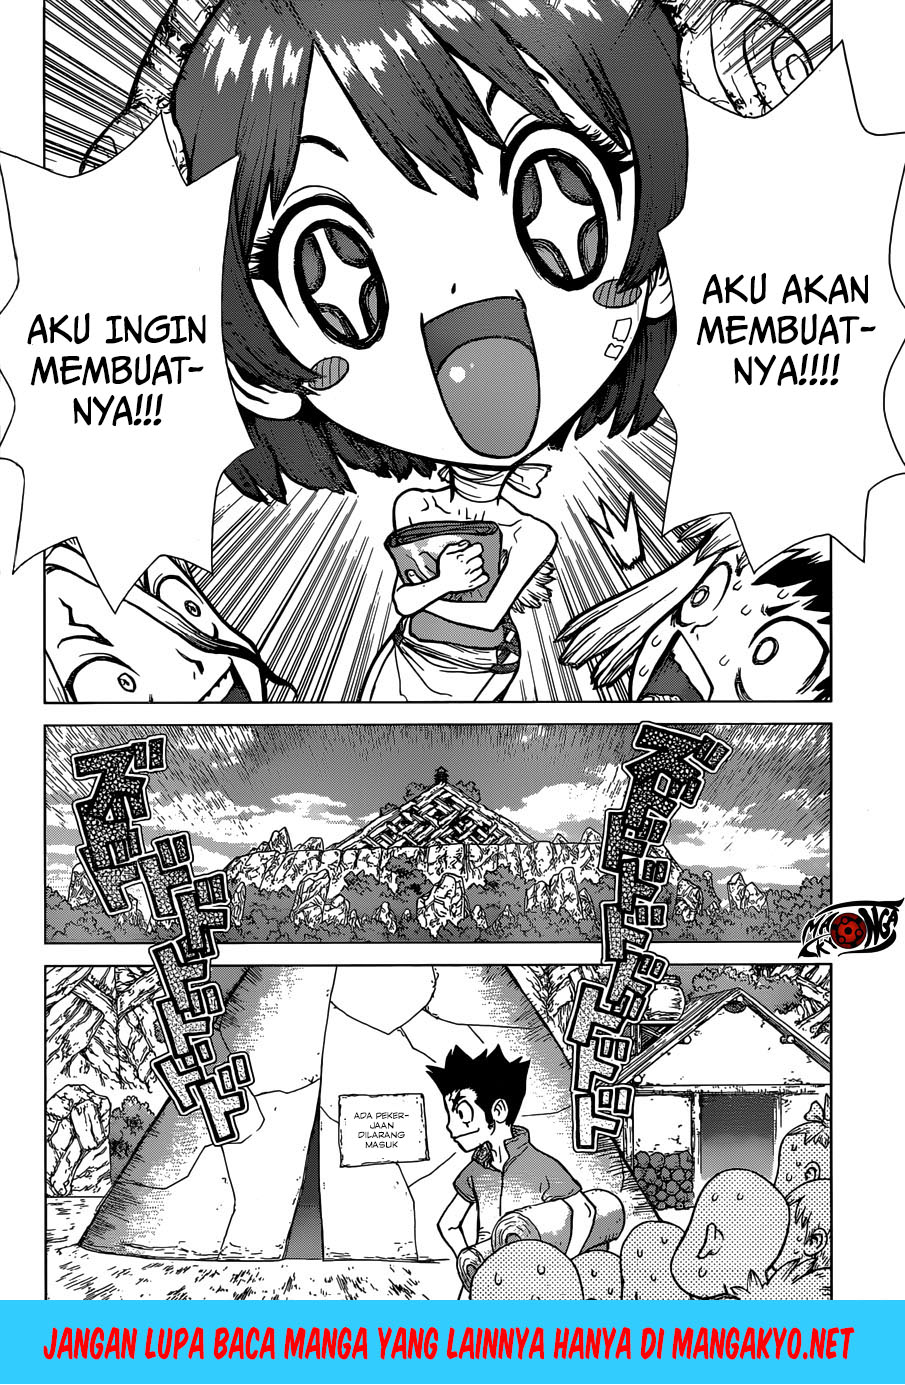 AKU AKAN
MEMBUAT-
NYA!!!!
AKU INGIN
MEMBUAT-
NYA!!!
ADA PEKER-
JAAN
DILARANG
MASUK
JANGAN LUPA BACA MANGA YANG LAINNYA HANYA DI MANGAKYO.NET